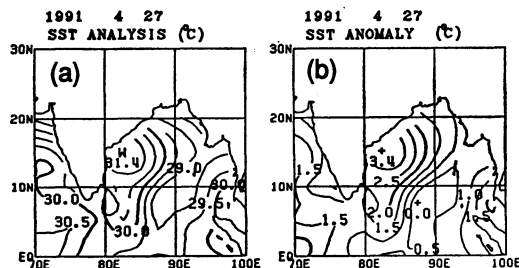 1991 4 27
SST ANALYSIS (°C)
30N
(a)
20N
W
31.4
29.0
10N
30.0
30.0
29.5
30.5
30.0
EQ
70E 80E 90E 100E
1991 4 27
SST ANOMALY (°C)
30N
(b)
20N
+
3.4
1.5
2.5
10N
1.0
2.0
+
0.0
1.5
1.5
1.5
0.5
EQ
70E 80E 90E 100E